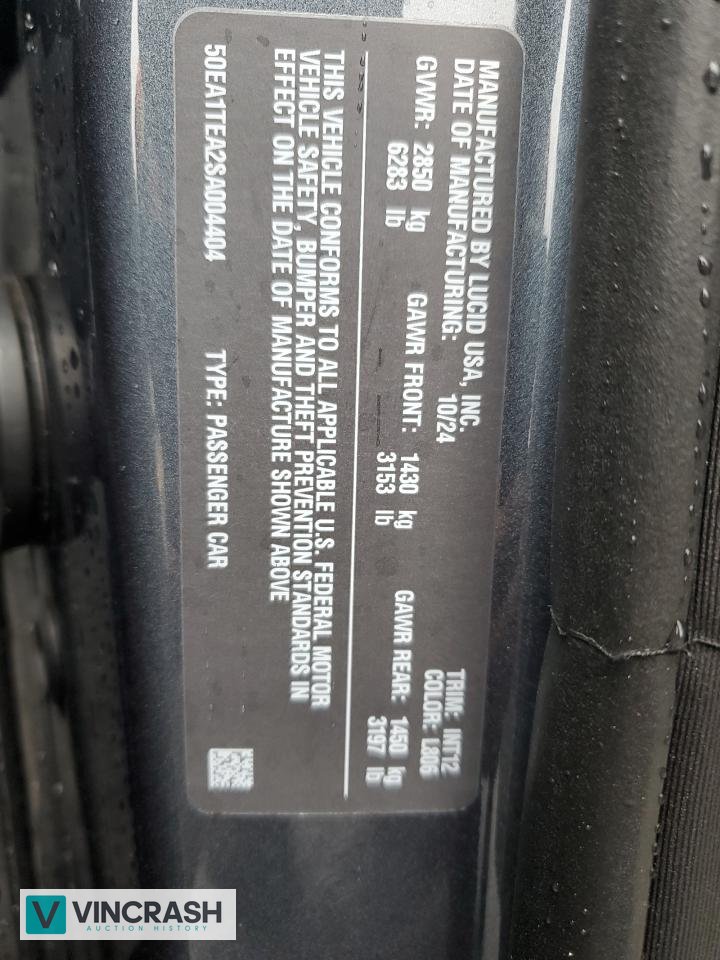 MANUFACTURED BY LUCID USA, INC. TRIM: INT12
DATE OF MANUFACTURING: 10/24 COLOR: L806
GVWR: 2850 kg GAWR FRONT: 1430 kg GAWR REAR: 1450 kg
6283 lb 3153 lb 3197 lb
THIS VEHICLE CONFORMS TO ALL APPLICABLE U.S. FEDERAL MOTOR
VEHICLE SAFETY, BUMPER AND THEFT PREVENTION STANDARDS IN
EFFECT ON THE DATE OF MANUFACTURE SHOWN ABOVE
50EA1TEA2SA004404 TYPE: PASSENGER CAR
V VINCRASH
AUCTION HISTORY